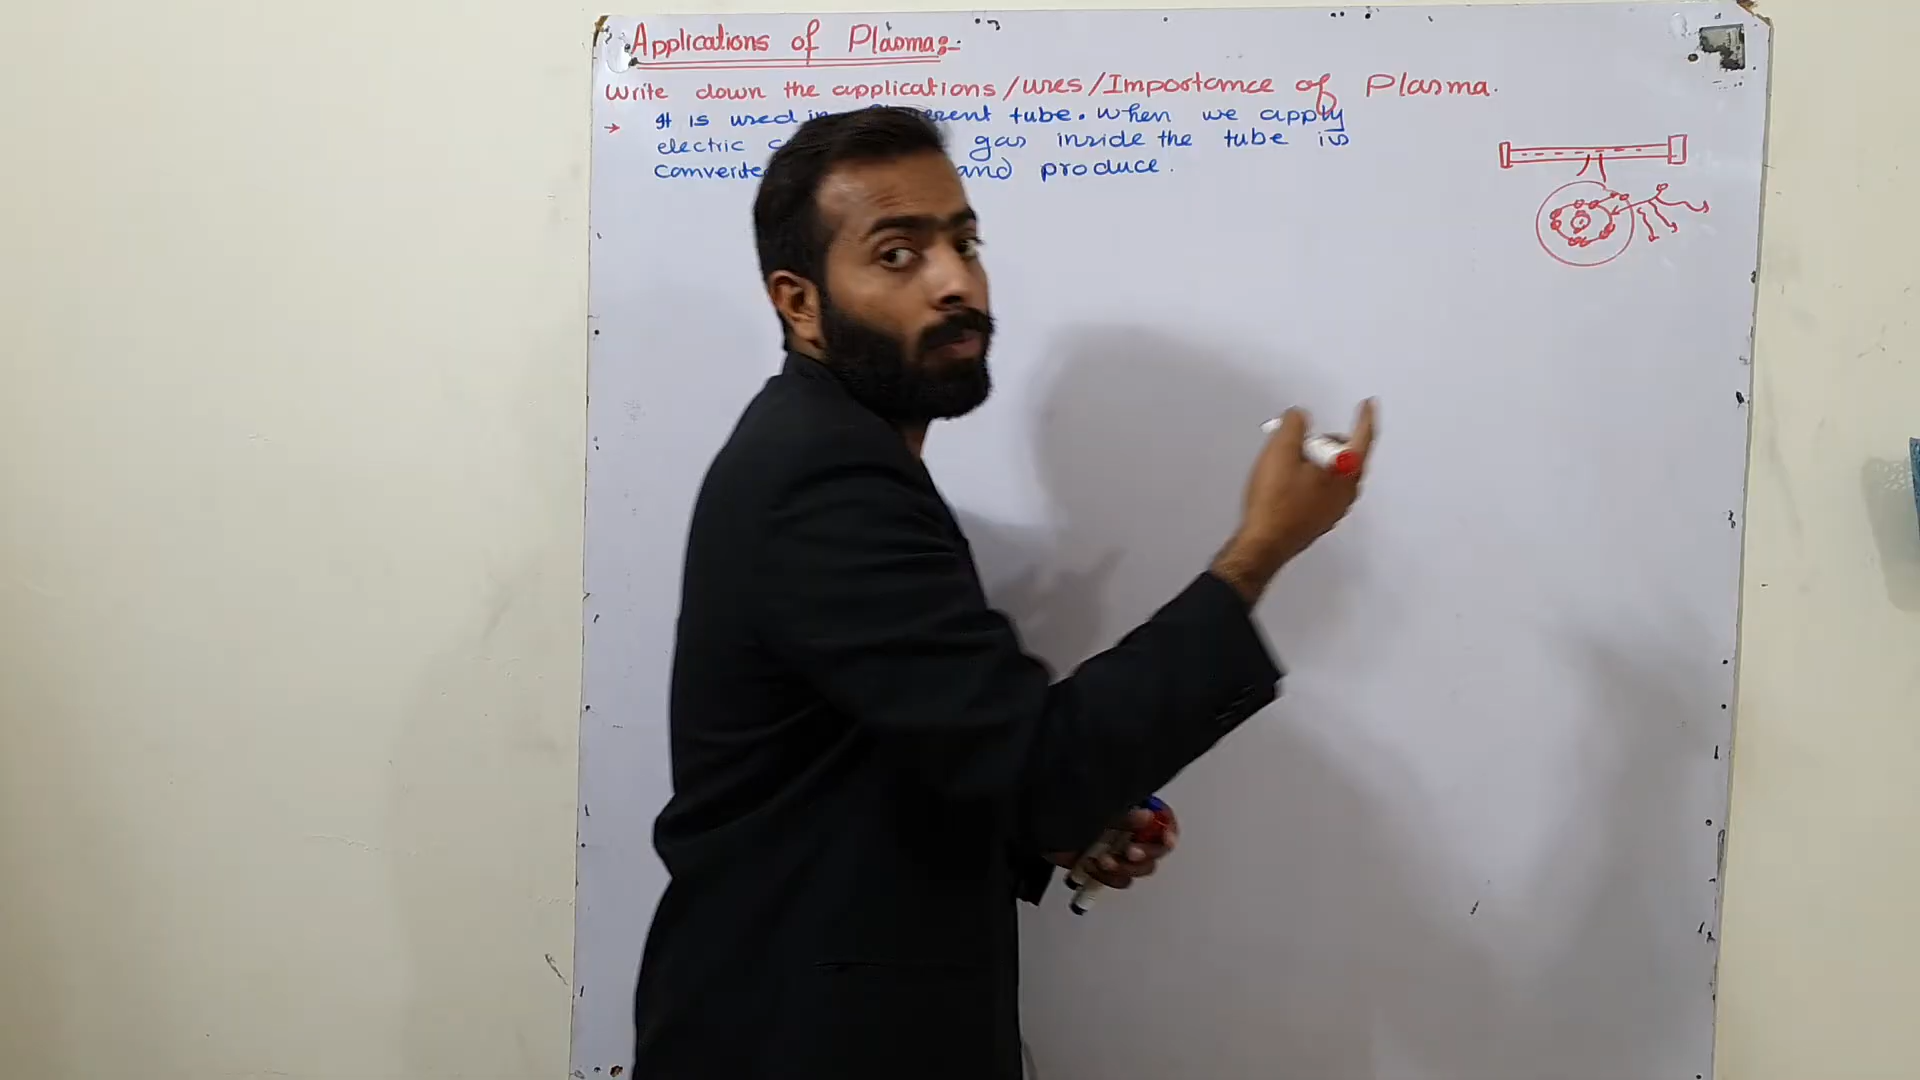 Applications of Plasma:-
Write down the applications/uses/Importance of Plasma.
→ It is used in tube. When we apply
electric gas inside the tube is
and produce.